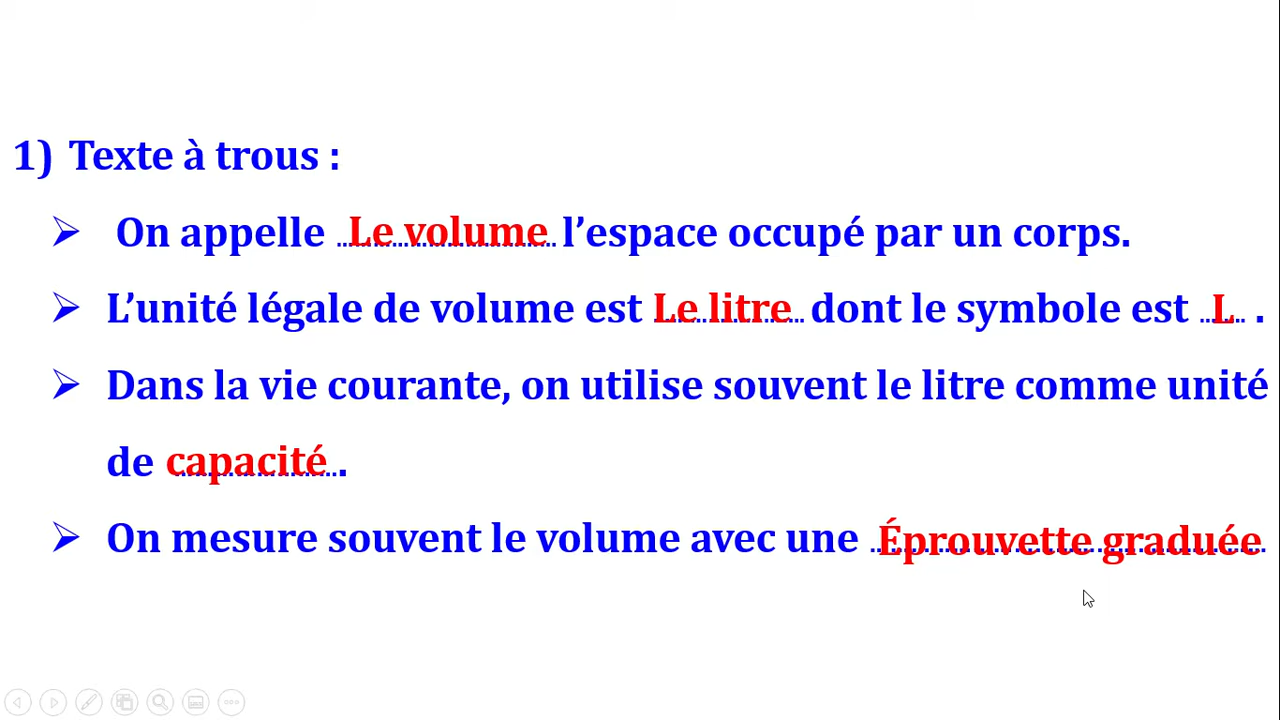 1) Texte à trous :
On appelle Le volume l’espace occupé par un corps.
L’unité légale de volume est Le litre dont le symbole est L .
Dans la vie courante, on utilise souvent le litre comme unité
de capacité .
On mesure souvent le volume avec une Éprouvette graduée